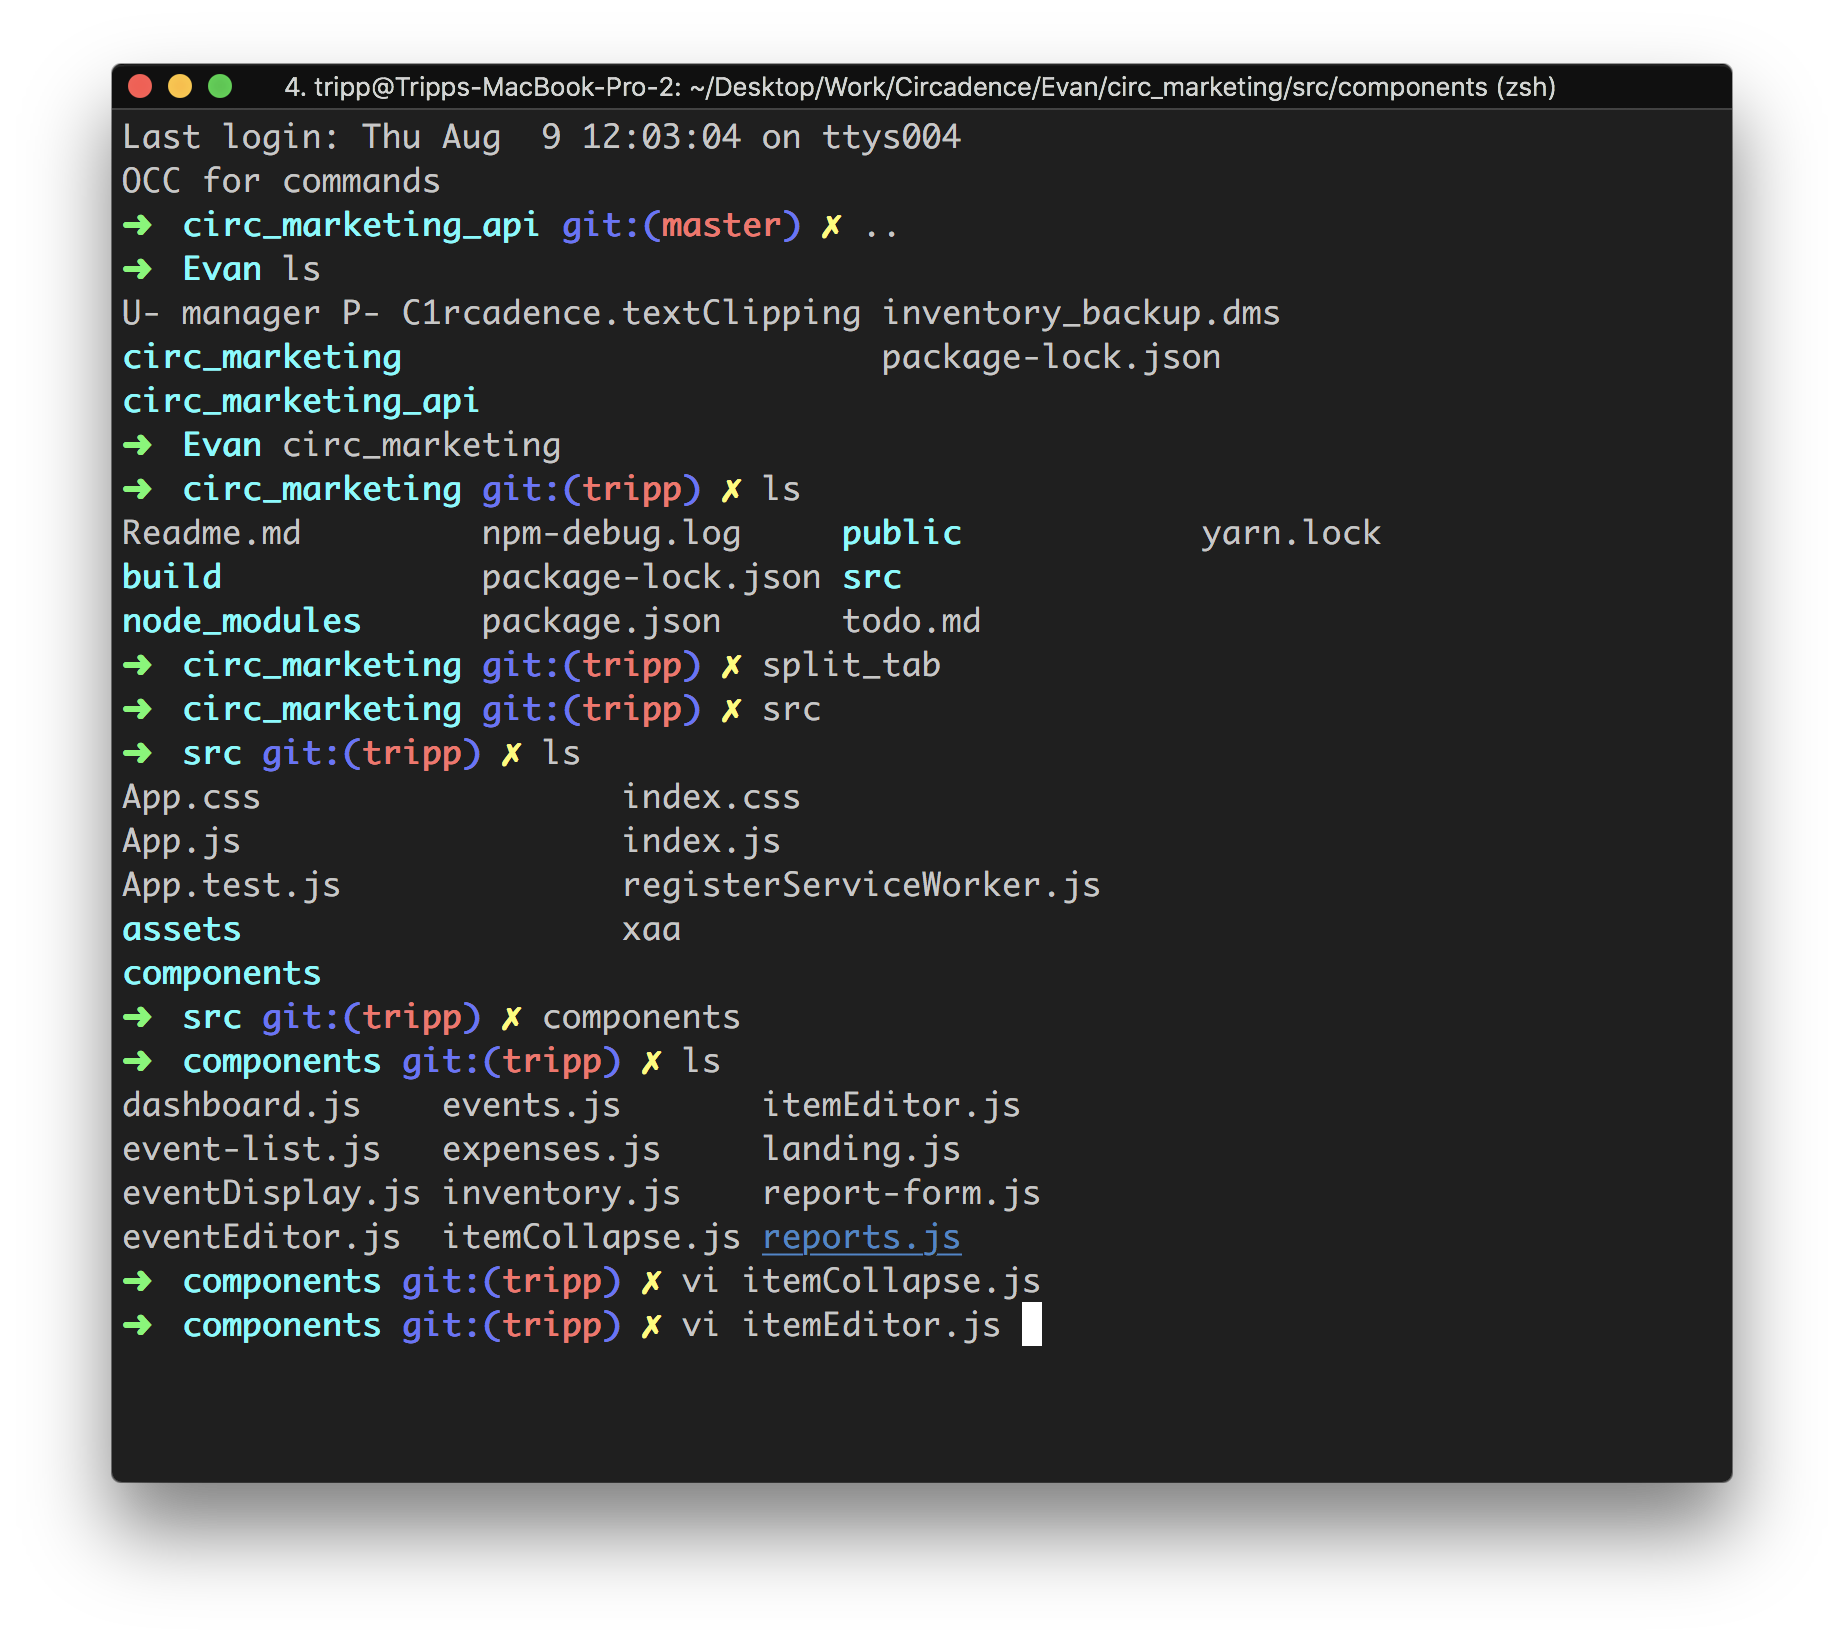 4. tripp@Tripps-MacBook-Pro-2: ~/Desktop/Work/Circadence/Evan/circ_marketing/src/components (zsh)
Last login: Thu Aug  9 12:03:04 on ttys004
OCC for commands
➜  circ_marketing_api git:(master) ✗ ..
➜  Evan ls
U- manager P- C1rcadence.textClipping inventory_backup.dms
circ_marketing                        package-lock.json
circ_marketing_api
➜  Evan circ_marketing
➜  circ_marketing git:(tripp) ✗ ls
Readme.md         npm-debug.log     public            yarn.lock
build             package-lock.json src
node_modules      package.json      todo.md
➜  circ_marketing git:(tripp) ✗ split_tab
➜  circ_marketing git:(tripp) ✗ src
➜  src git:(tripp) ✗ ls
App.css                  index.css
App.js                   index.js
App.test.js              registerServiceWorker.js
assets                   xaa
components
➜  src git:(tripp) ✗ components
➜  components git:(tripp) ✗ ls
dashboard.js    events.js       itemEditor.js
event-list.js   expenses.js     landing.js
eventDisplay.js inventory.js    report-form.js
eventEditor.js  itemCollapse.js reports.js
➜  components git:(tripp) ✗ vi itemCollapse.js
➜  components git:(tripp) ✗ vi itemEditor.js